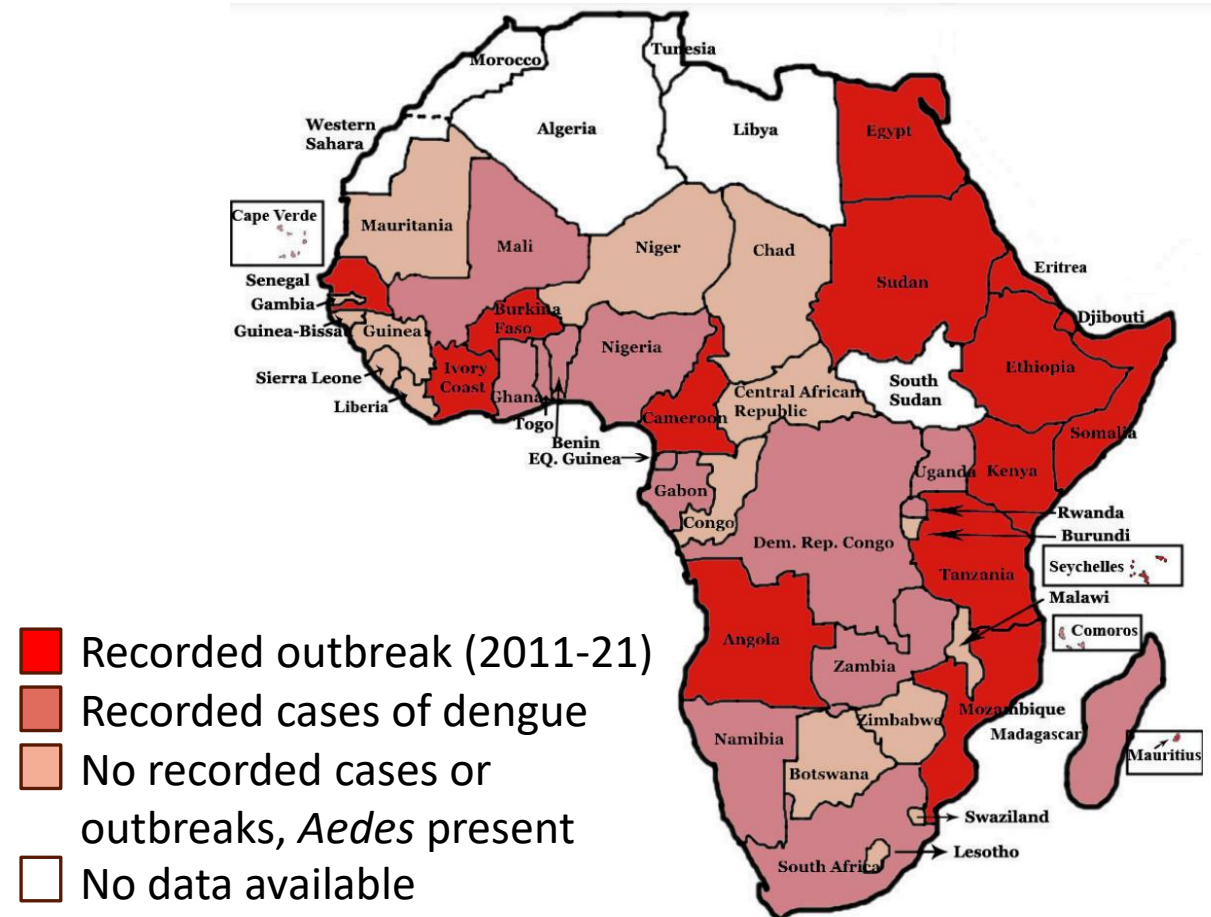 Morocco
Tunisia
Algeria
Libya
Egypt
Western
Sahara
Cape Verde
Mauritania
Mali
Niger
Chad
Sudan
Eritrea
Senegal
Gambia
Guinea-Bissa
Guinea
Burkina
Faso
Djibouti
Nigeria
Ethiopia
Sierra Leone
Ivory
Coast
South
Sudan
Central African
Republic
Liberia
Ghana
Cameroon
Togo
Somalia
Benin
EQ. Guinea
Uganda
Kenya
Gabon
Congo
Rwanda
Burundi
Dem. Rep. Congo
Seychelles
Tanzania
Malawi
Comoros
Angola
Zambia
Mozambique
Zimbabwe
Madagascar
Namibia
Mauritius
Botswana
Swaziland
Lesotho
South Africa
Recorded outbreak (2011-21)
Recorded cases of dengue
No recorded cases or
outbreaks, Aedes present
No data available